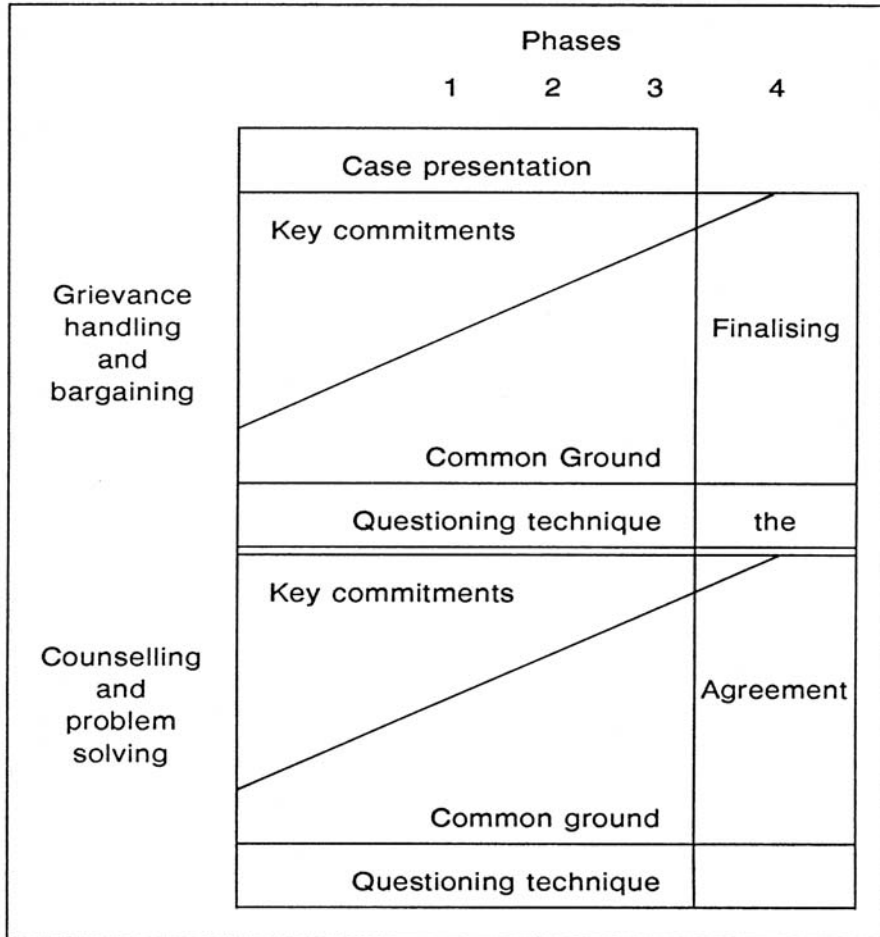 Phases
1 2 3 4
Case presentation
Key commitments
Grievance
handling
and
bargaining
Finalising
Common Ground
Questioning technique the
Key commitments
Counselling
and
problem
solving
Agreement
Common ground
Questioning technique